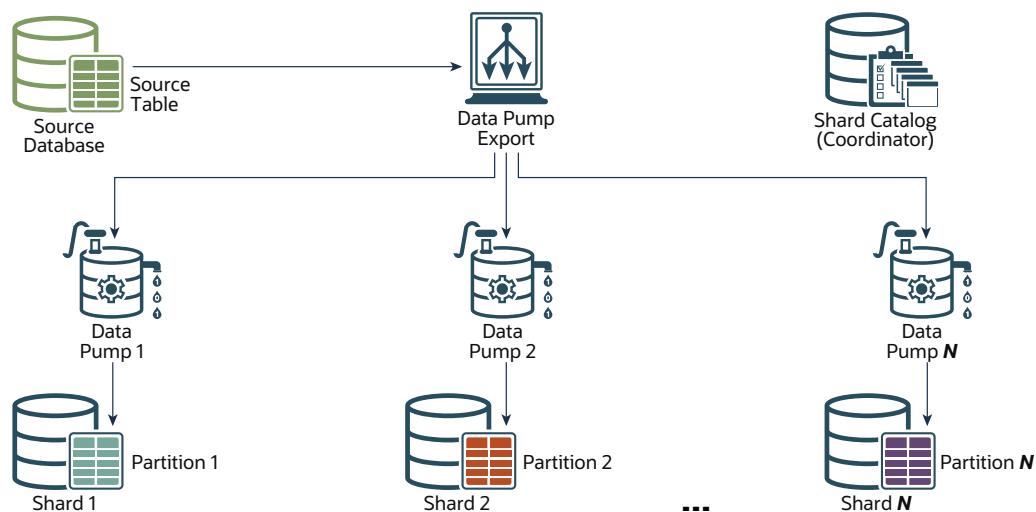 Source
Table
Source
Database
Data Pump
Export
Shard Catalog
(Coordinator)
Data
Pump 1
Data
Pump 2
Data
Pump N
Partition 1
Shard 1
Partition 2
Shard 2
...
Partition N
Shard N